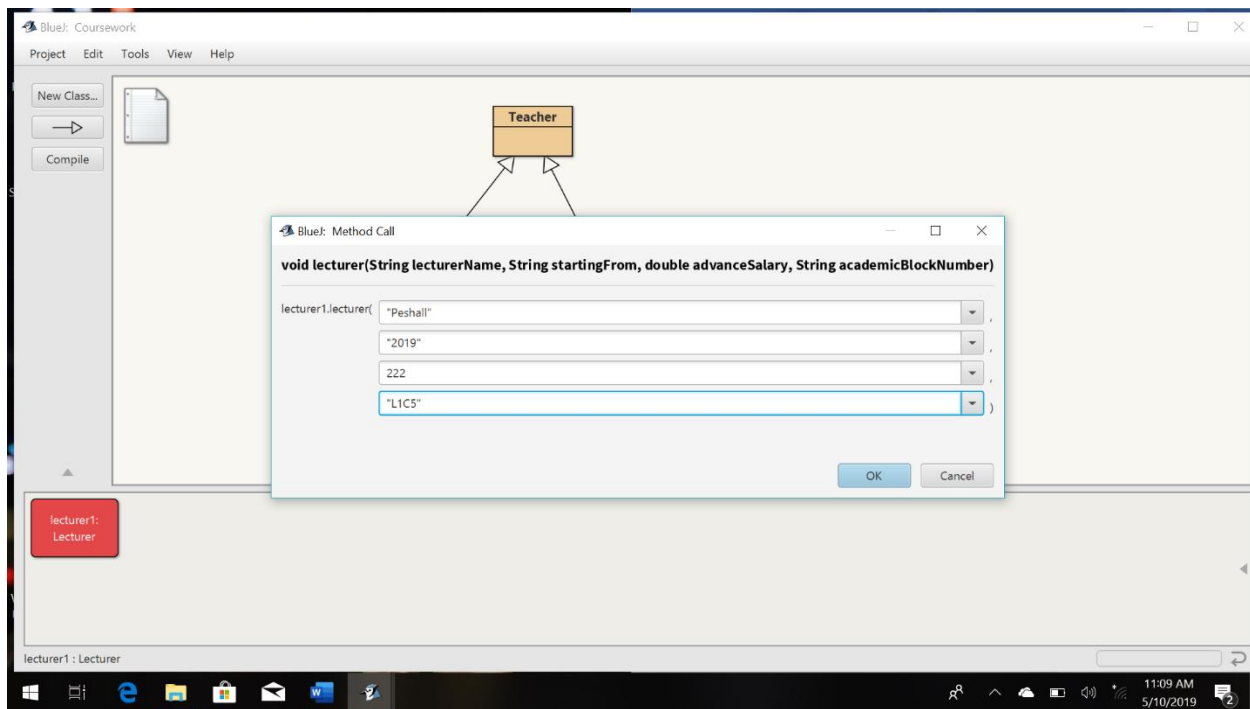 BlueJ: Coursework
Project Edit Tools View Help
New Class...
Compile
Teacher
BlueJ: Method Call
void lecturer(String lecturerName, String startingFrom, double advanceSalary, String academicBlockNumber)
lecturer1.lecturer( "Peshall" ,
"2019" ,
222 ,
"L1C5" )
OK Cancel
lecturer1:
Lecturer
lecturer1 : Lecturer
11:09 AM
5/10/2019
2